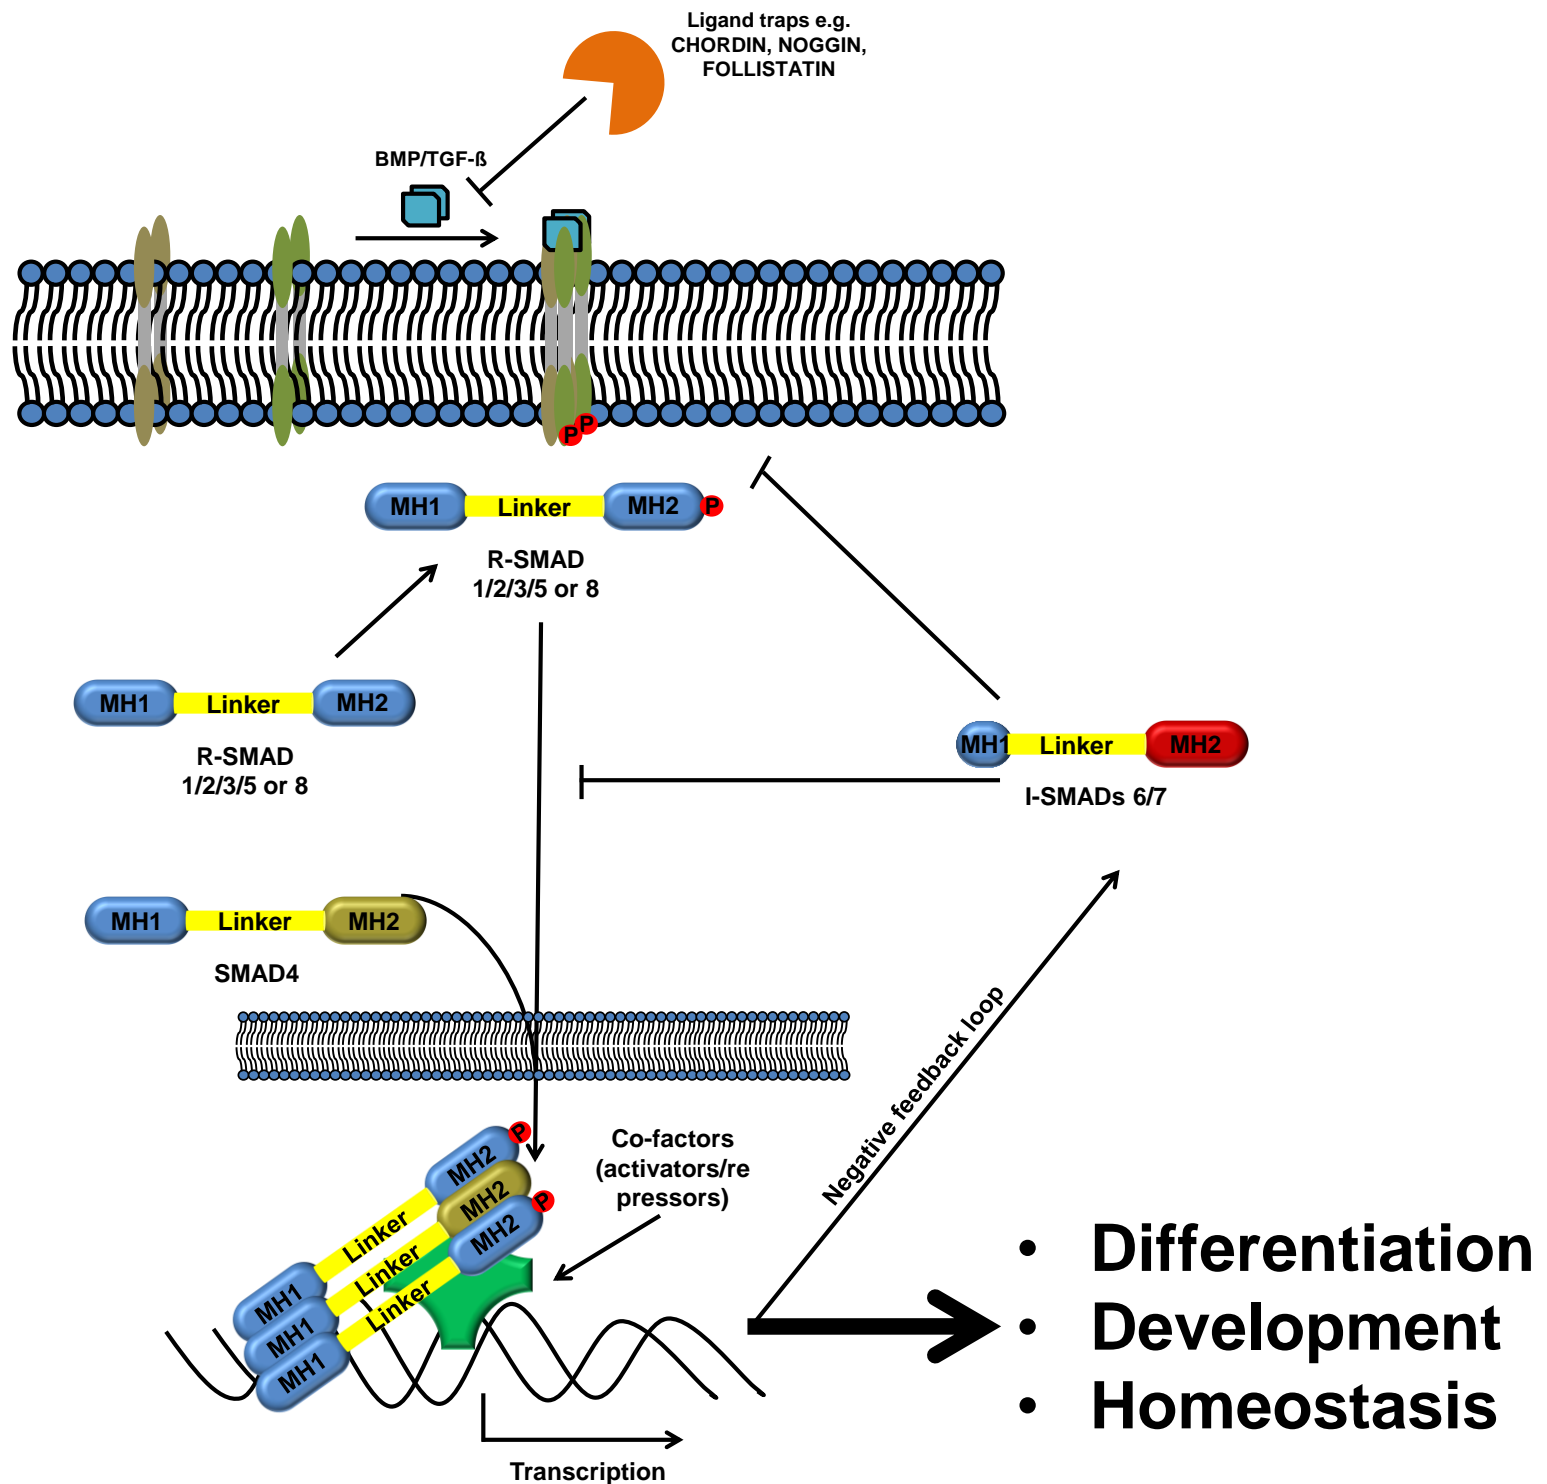 Ligand traps e.g.
CHORDIN, NOGGIN,
FOLLISTATIN
BMP/TGF-ß
P
P
MH1 Linker MH2 P
R-SMAD
1/2/3/5 or 8
MH1 Linker MH2
R-SMAD
1/2/3/5 or 8
MH1 Linker MH2
I-SMADs 6/7
MH1 Linker MH2
SMAD4
Negative feedback loop
Co-factors
(activators/re
pressors)
MH1 Linker MH2 P
MH1 Linker MH2
MH1 Linker MH2 P
• Differentiation
• Development
• Homeostasis
Transcription